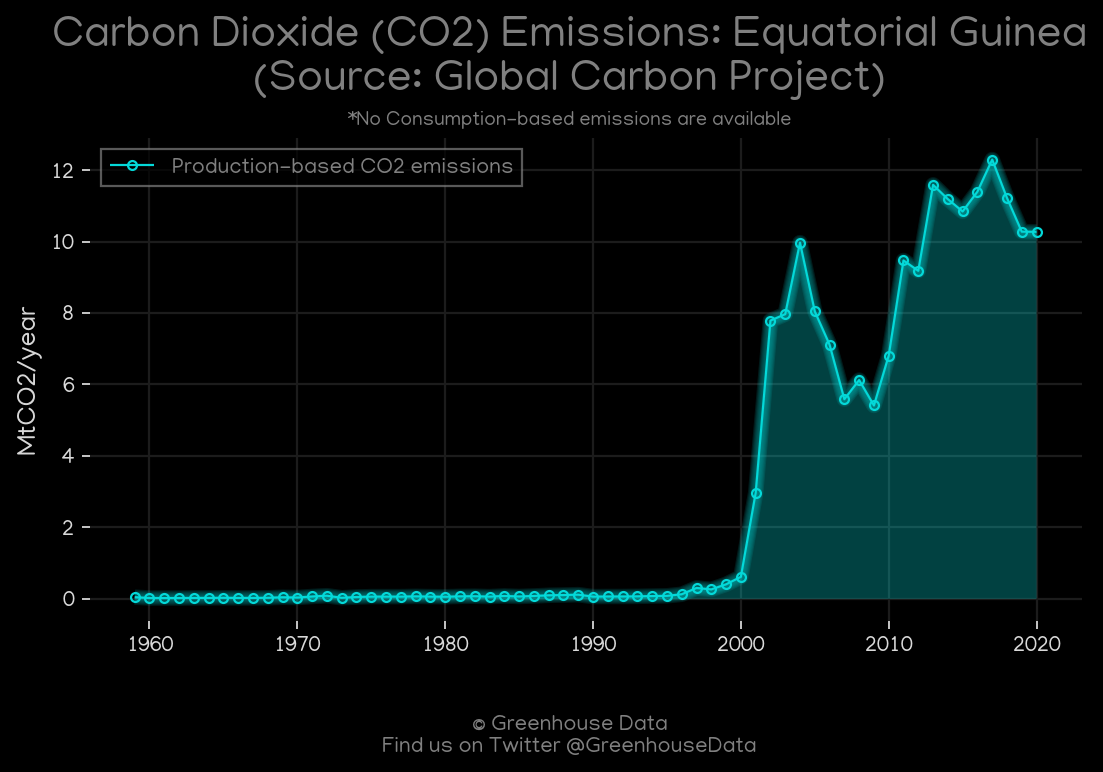 Carbon Dioxide (CO2) Emissions: Equatorial Guinea
(Source: Global Carbon Project)
*No Consumption-based emissions are available
Production-based CO2 emissions
12
10
8
6
4
2
0
MtCO2/year
1960 1970 1980 1990 2000 2010 2020
© Greenhouse Data
Find us on Twitter @GreenhouseData